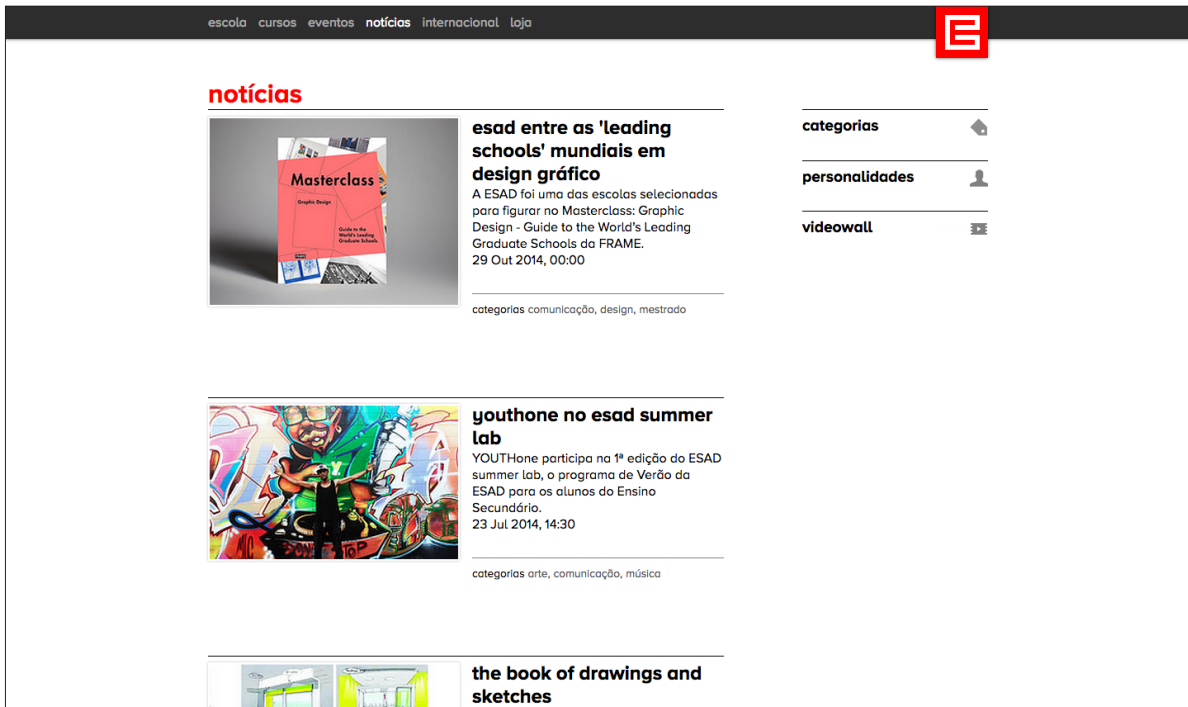 escola cursos eventos notícias internacional loja
notícias
Masterclass
Graphic Design
Guide to the
World's Leading
Graduate Schools
FRAME
esad entre as 'leading
schools' mundiais em
design gráfico
A ESAD foi uma das escolas selecionadas
para figurar no Masterclass: Graphic
Design - Guide to the World's Leading
Graduate Schools da FRAME.
29 Out 2014, 00:00
categorias comunicação, design, mestrado
categorias
personalidades
videowall
youthone no esad summer
lab
YOUTHone participa na 1ª edição do ESAD
summer lab, o programa de Verão da
ESAD para os alunos do Ensino
Secundário.
23 Jul 2014, 14:30
categorias arte, comunicação, música
the book of drawings and
sketches